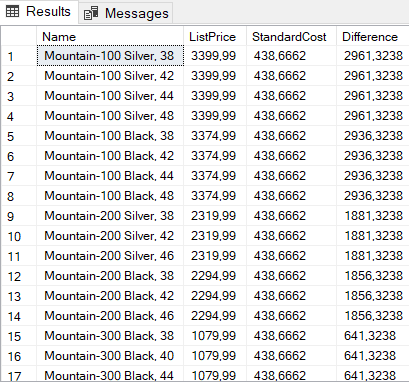 Results Messages
Name ListPrice StandardCost Difference
1 Mountain-100 Silver, 38 3399,99 438,6662 2961,3238
2 Mountain-100 Silver, 42 3399,99 438,6662 2961,3238
3 Mountain-100 Silver, 44 3399,99 438,6662 2961,3238
4 Mountain-100 Silver, 48 3399,99 438,6662 2961,3238
5 Mountain-100 Black, 38 3374,99 438,6662 2936,3238
6 Mountain-100 Black, 42 3374,99 438,6662 2936,3238
7 Mountain-100 Black, 44 3374,99 438,6662 2936,3238
8 Mountain-100 Black, 48 3374,99 438,6662 2936,3238
9 Mountain-200 Silver, 38 2319,99 438,6662 1881,3238
10 Mountain-200 Silver, 42 2319,99 438,6662 1881,3238
11 Mountain-200 Silver, 46 2319,99 438,6662 1881,3238
12 Mountain-200 Black, 38 2294,99 438,6662 1856,3238
13 Mountain-200 Black, 42 2294,99 438,6662 1856,3238
14 Mountain-200 Black, 46 2294,99 438,6662 1856,3238
15 Mountain-300 Black, 38 1079,99 438,6662 641,3238
16 Mountain-300 Black, 40 1079,99 438,6662 641,3238
17 Mountain-300 Black, 44 1079,99 438,6662 641,3238